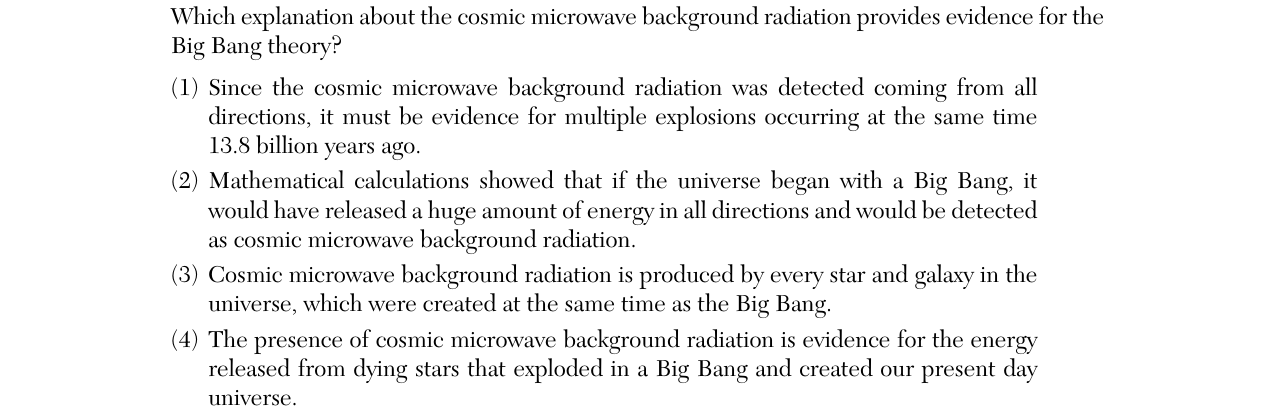 Which explanation about the cosmic microwave background radiation provides evidence for the
Big Bang theory?
(1) Since the cosmic microwave background radiation was detected coming from all
directions, it must be evidence for multiple explosions occurring at the same time
13.8 billion years ago.
(2) Mathematical calculations showed that if the universe began with a Big Bang, it
would have released a huge amount of energy in all directions and would be detected
as cosmic microwave background radiation.
(3) Cosmic microwave background radiation is produced by every star and galaxy in the
universe, which were created at the same time as the Big Bang.
(4) The presence of cosmic microwave background radiation is evidence for the energy
released from dying stars that exploded in a Big Bang and created our present day
universe.